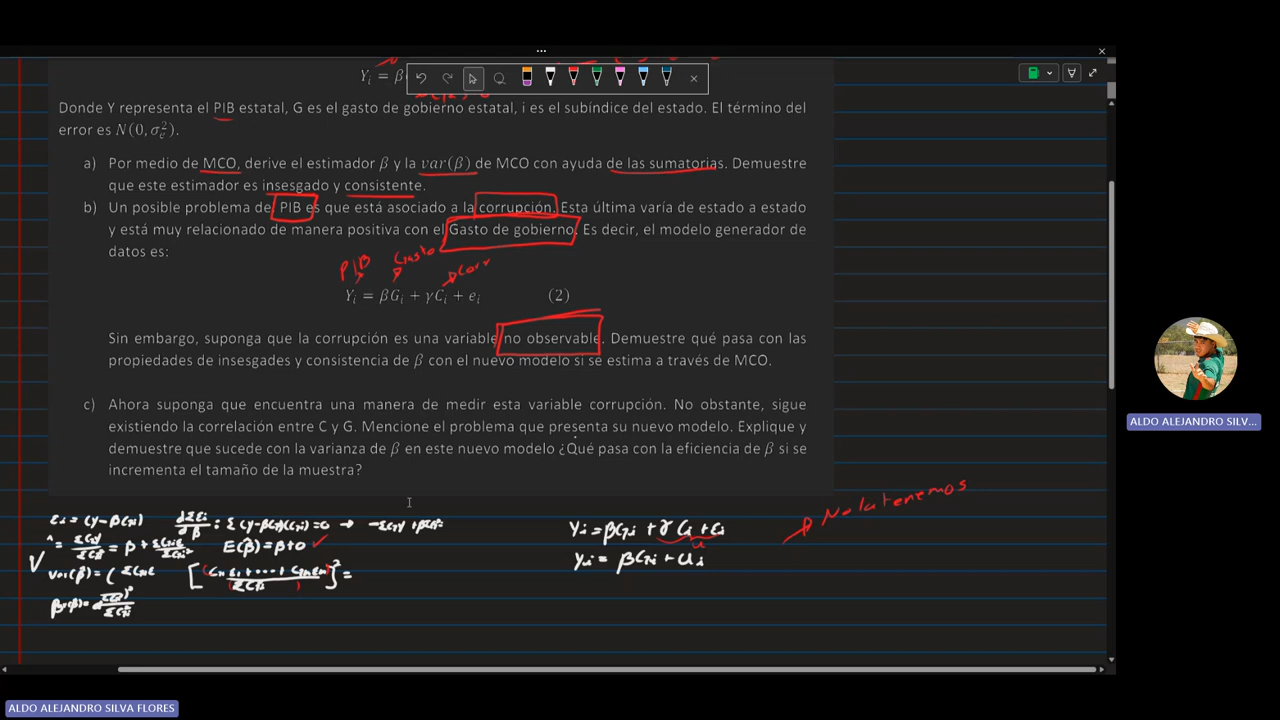 Yᵢ = β
Donde Y representa el PIB estatal, G es el gasto de gobierno estatal, i es el subíndice del estado. El término del
error es N(0, σₑ²).
a) Por medio de MCO, derive el estimador β y la var(β) de MCO con ayuda de las sumatorias. Demuestre
que este estimador es insesgado y consistente.
b) Un posible problema de PIB es que está asociado a la corrupción. Esta última varía de estado a estado
y está muy relacionado de manera positiva con el Gasto de gobierno. Es decir, el modelo generador de
datos es:
PIB Gasto Corr
Yᵢ = βGᵢ + γCᵢ + eᵢ (2)
Sin embargo, suponga que la corrupción es una variable no observable. Demuestre qué pasa con las
propiedades de insesgades y consistencia de β con el nuevo modelo si se estima a través de MCO.
c) Ahora suponga que encuentra una manera de medir esta variable corrupción. No obstante, sigue
existiendo la correlación entre C y G. Mencione el problema que presenta su nuevo modelo. Explique y
demuestre que sucede con la varianza de β en este nuevo modelo ¿Qué pasa con la eficiencia de β si se
incrementa el tamaño de la muestra?
No la tenemos
Yᵢ = βGᵢ + γCᵢ + eᵢ
u
yᵢ = βGᵢ + uᵢ
E(β) = β + 0
ALDO ALEJANDRO SILV...
ALDO ALEJANDRO SILVA FLORES